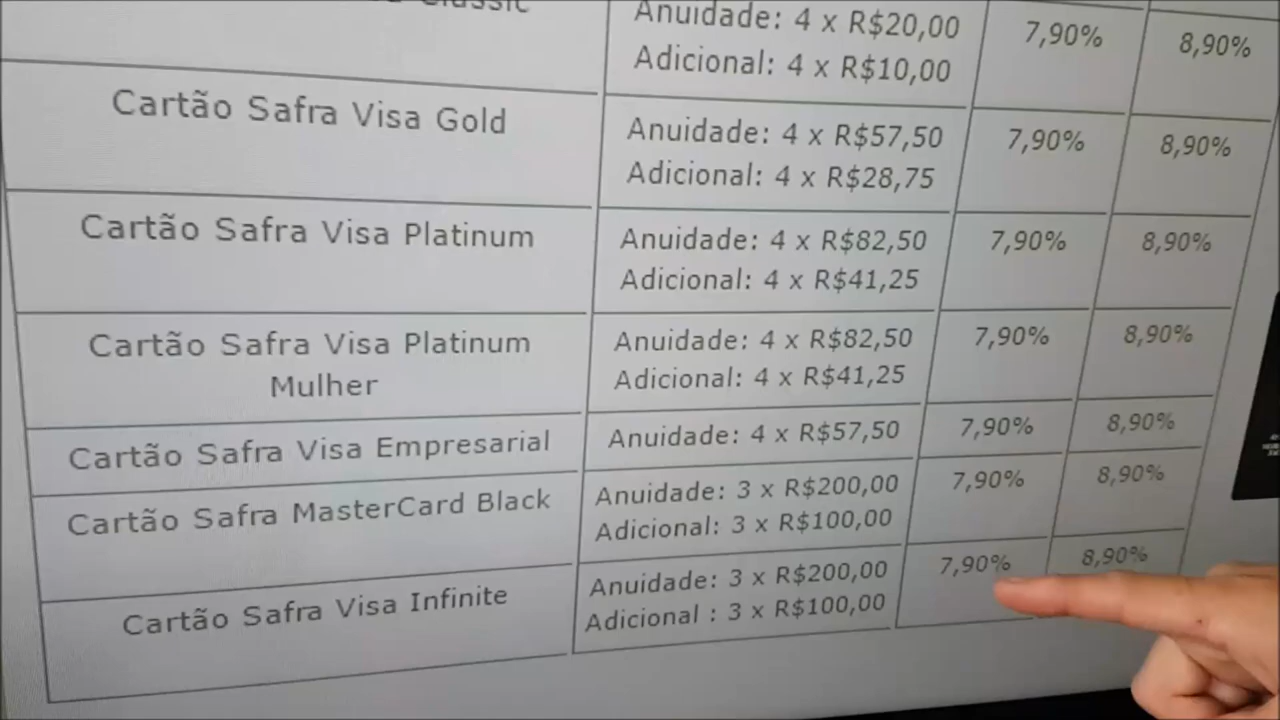 Classic
Anuidade: 4 x R$20,00
Adicional: 4 x R$10,00
7,90%
8,90%
Cartão Safra Visa Gold
Anuidade: 4 x R$57,50
Adicional: 4 x R$28,75
7,90%
8,90%
Cartão Safra Visa Platinum
Anuidade: 4 x R$82,50
Adicional: 4 x R$41,25
7,90%
8,90%
Cartão Safra Visa Platinum
Mulher
Anuidade: 4 x R$82,50
Adicional: 4 x R$41,25
7,90%
8,90%
Cartão Safra Visa Empresarial
Anuidade: 4 x R$57,50
7,90%
8,90%
Cartão Safra MasterCard Black
Anuidade: 3 x R$200,00
Adicional: 3 x R$100,00
7,90%
8,90%
Cartão Safra Visa Infinite
Anuidade: 3 x R$200,00
Adicional : 3 x R$100,00
7,90%
8,90%